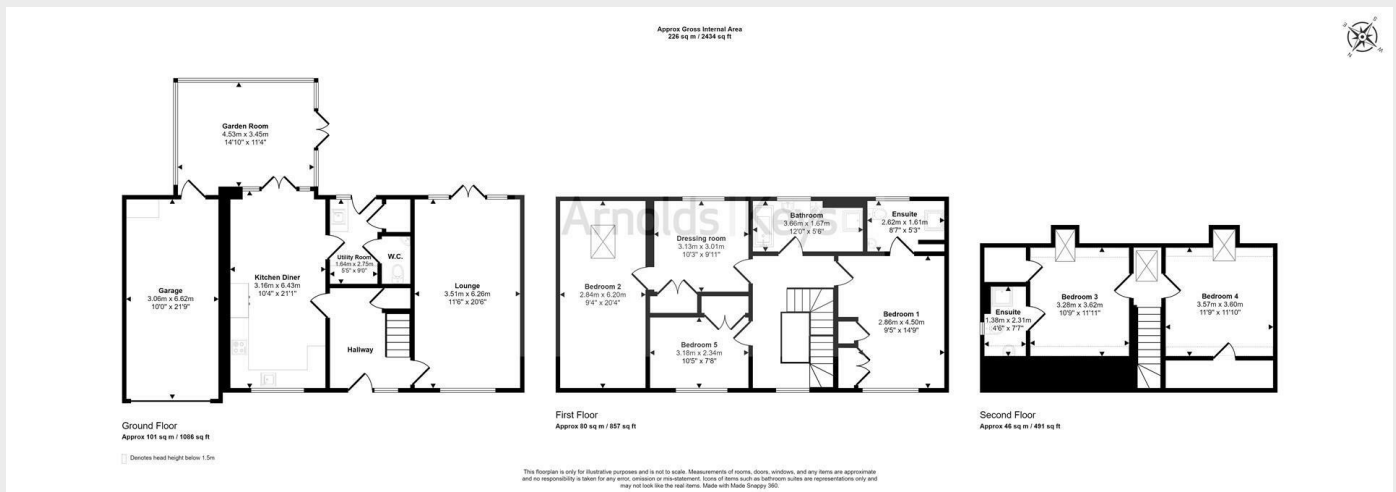 Approx Gross Internal Area
226 sq m / 2434 sq ft
Garden Room
4.53m x 3.45m
14'10" x 11'4"
Garage
3.06m x 6.62m
10'0" x 21'9"
Kitchen Diner
3.16m x 6.43m
10'4" x 21'1"
Utility Room
1.64m x 2.75m
5'5" x 9'0"
W.C.
Hallway
Lounge
3.51m x 6.26m
11'6" x 20'6"
Ground Floor
Approx 101 sq m / 1086 sq ft
Denotes head height below 1.5m
Arnolds | Keys
Bedroom 2
2.84m x 6.20m
9'4" x 20'4"
Dressing room
3.13m x 3.01m
10'3" x 9'11"
Bathroom
3.66m x 1.67m
12'0" x 5'6"
Ensuite
2.62m x 1.61m
8'7" x 5'3"
Bedroom 5
3.18m x 2.34m
10'5" x 7'8"
Bedroom 1
2.86m x 4.50m
9'5" x 14'9"
First Floor
Approx 80 sq m / 857 sq ft
Ensuite
1.38m x 2.31m
4'6" x 7'7"
Bedroom 3
3.28m x 3.62m
10'9" x 11'11"
Bedroom 4
3.57m x 3.60m
11'9" x 11'10"
Second Floor
Approx 46 sq m / 491 sq ft
This floorplan is only for illustrative purposes and is not to scale. Measurements of rooms, doors, windows, and any items are approximate
and no responsibility is taken for any error, omission or mis-statement. Icons of items such as bathroom suites are representations only and
may not look like the real items. Made with Made Snappy 360.